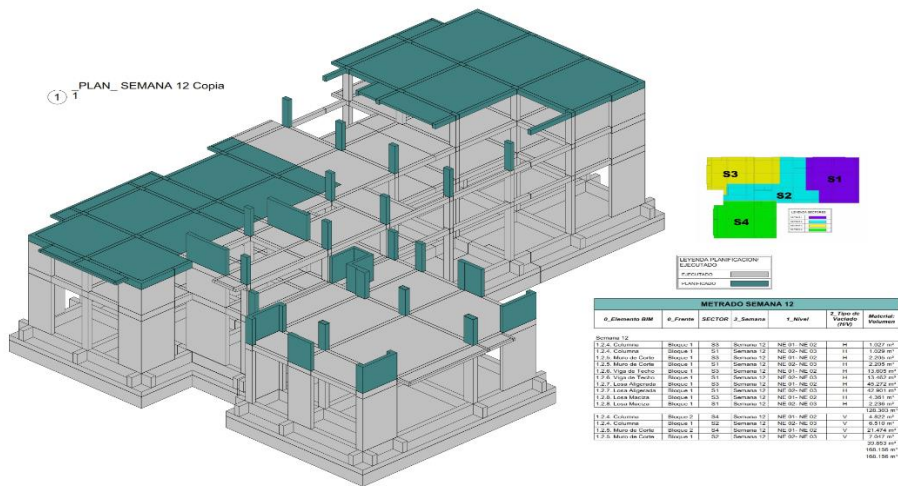 _PLAN_ SEMANA 12 Copia
1 1
S3
S1
S2
S4
LEYENDA PLANIFICACION/
EJECUTADO
EJECUTADO
PLANIFICADO
METRADO SEMANA 12
0_Elemento BIM 0_Frente SECTOR 2_Semana 1_Nivel 2_Tipo de Vaciado (H/V) Material: Volumen
Semana 12
1.2.4. Columna Bloque 1 S3 Semana 12 NE 01- NE 02 H 1.027 m³
1.2.4. Columna Bloque 1 S1 Semana 12 NE 02- NE 03 H 1.029 m³
1.2.5. Muro de Corte Bloque 1 S3 Semana 12 NE 01- NE 02 H 2.205 m³
1.2.5. Muro de Corte Bloque 1 S1 Semana 12 NE 02- NE 03 H 2.205 m³
1.2.6. Viga de Techo Bloque 1 S3 Semana 12 NE 01- NE 02 H 13.605 m³
1.2.6. Viga de Techo Bloque 1 S1 Semana 12 NE 02- NE 03 H
1.2.7. Losa Aligerada Bloque 1 S3 Semana 12 NE 01- NE 02 H 45.272 m³
1.2.7. Losa Aligerada Bloque 1 S1 Semana 12 NE 02- NE 03 H 42.901 m³
1.2.8. Losa Maciza Bloque 1 S3 Semana 12 NE 01- NE 02 H 4.361 m³
1.2.8. Losa Maciza Bloque 1 S1 Semana 12 NE 02- NE 03 H 2.236 m³
1.2.4. Columna Bloque 2 S4 Semana 12 NE 01- NE 02 V 4.822 m³
1.2.4. Columna Bloque 1 S2 Semana 12 NE 02- NE 03 V 6.510 m³
1.2.5. Muro de Corte Bloque 2 S4 Semana 12 NE 01- NE 02 V 21.474 m³
1.2.5. Muro de Corte Bloque 1 S2 Semana 12 NE 02- NE 03 V